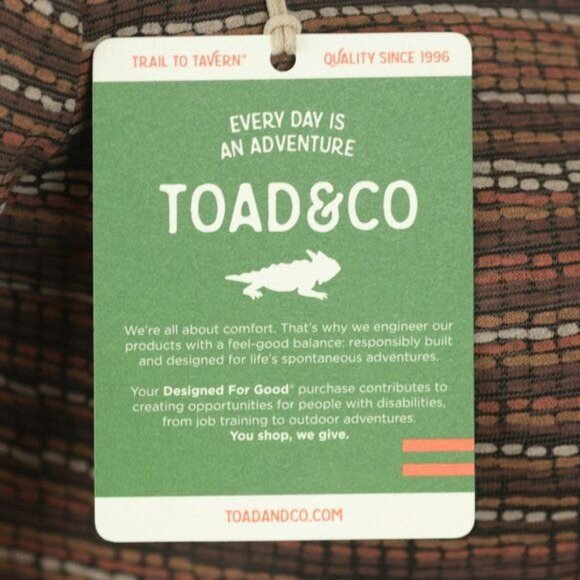 TRAIL TO TAVERN® QUALITY SINCE 1996
EVERY DAY IS
AN ADVENTURE
TOAD&CO
We're all about comfort. That's why we engineer our
products with a feel-good balance: responsibly built
and designed for life's spontaneous adventures.
Your Designed For Good® purchase contributes to
creating opportunities for people with disabilities,
from job training to outdoor adventures.
You shop, we give.
TOADANDCO.COM